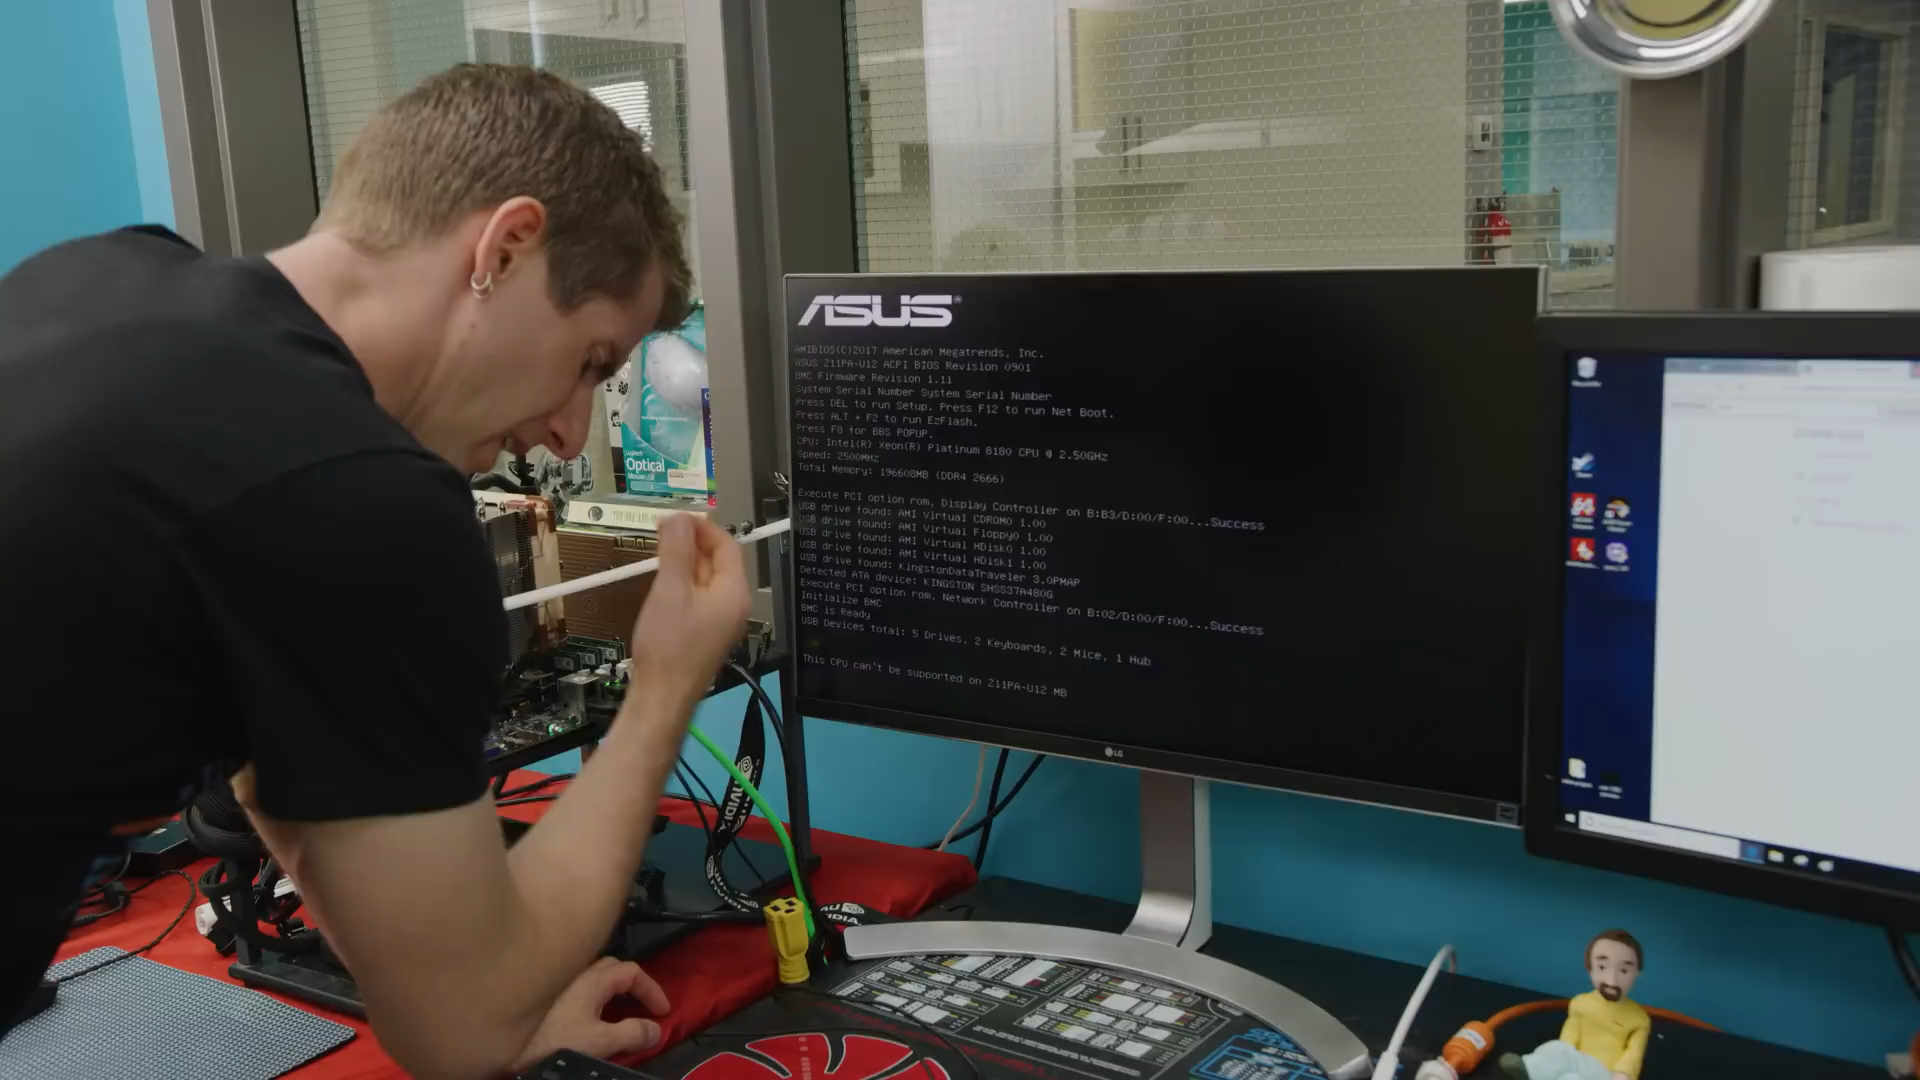 ASUS
AMIBIOS(C)2017 American Megatrends, Inc.
ASUS Z11PA-U12 ACPI BIOS Revision 0901
BMC Firmware Revision 1.11
System Serial Number System Serial Number
Press DEL to run Setup. Press F12 to run Net Boot.
Press ALT + F2 to run EzFlash.
Press F8 for BBS POPUP.
CPU: Intel(R) Xeon(R) Platinum 8180 CPU @ 2.50GHz
Speed: 2500MHz
Total Memory: 196608MB (DDR4 2666)
Execute PCI option rom, Display Controller on B:B3/D:00/F:00...Success
USB drive found: AMI Virtual CDROM0 1.00
USB drive found: AMI Virtual Floppy0 1.00
USB drive found: AMI Virtual HDisk0 1.00
USB drive found: AMI Virtual HDisk1 1.00
USB drive found: KingstonDataTraveler 3.0PMAP
Detected ATA device: KINGSTON SHSS37A480G
Execute PCI option rom, Network Controller on B:02/D:00/F:00...Success
Initialize BMC
BMC is Ready
USB Devices total: 5 Drives, 2 Keyboards, 2 Mice, 1 Hub
This CPU can't be supported on Z11PA-U12 MB
LG
Optical
NVIDIA